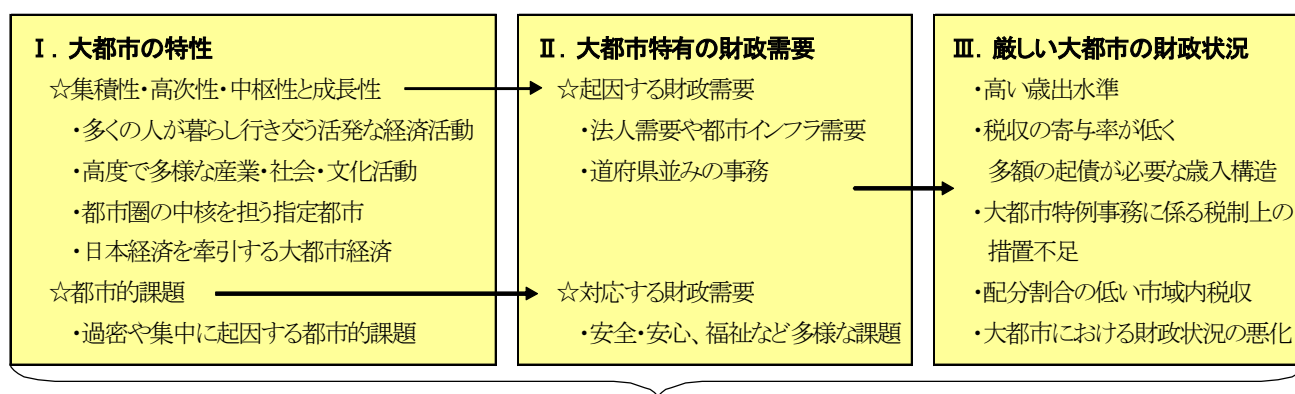 Ⅰ. 大都市の特性
☆集積性・高次性・中枢性と成長性
・多くの人が暮らし行き交う活発な経済活動
・高度で多様な産業・社会・文化活動
・都市圏の中核を担う指定都市
・日本経済を牽引する大都市経済
☆都市的課題
・過密や集中に起因する都市的課題
Ⅱ. 大都市特有の財政需要
☆起因する財政需要
・法人需要や都市インフラ需要
・道府県並みの事務
☆対応する財政需要
・安全・安心、福祉など多様な課題
Ⅲ. 厳しい大都市の財政状況
・高い歳出水準
・税収の寄与率が低く
多額の起債が必要な歳入構造
・大都市特例事務に係る税制上の
措置不足
・配分割合の低い市域内税収
・大都市における財政状況の悪化